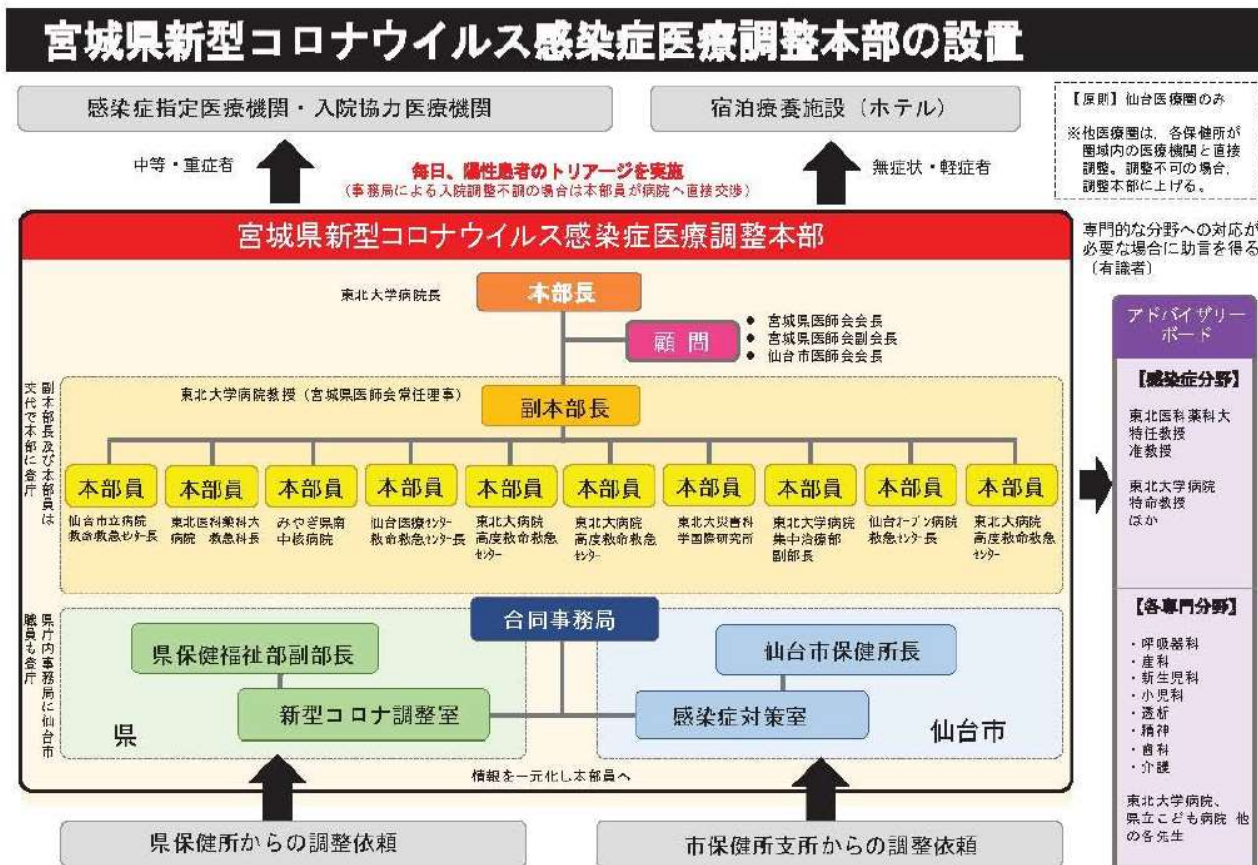 宮城県新型コロナウイルス感染症医療調整本部の設置
感染症指定医療機関・入院協力医療機関
宿泊療養施設（ホテル）
【原則】仙台医療圏のみ
※他医療圏は、各保健所が
圏域内の医療機関と直接
調整。調整不可の場合、
調整本部に上げる。
中等・重症者
毎日、陽性患者のトリアージを実施
（事務局による入院調整不調の場合は本部員が病院へ直接交渉）
無症状・軽症者
宮城県新型コロナウイルス感染症医療調整本部
専門的な分野への対応が
必要な場合に助言を得る
（有識者）
東北大学病院長
本部長
顧問
● 宮城県医師会会長
● 宮城県医師会副会長
● 仙台市医師会会長
副本部長及び本部員は
交代で本部に登庁
東北大学病院教授（宮城県医師会常任理事）
副本部長
本部員
仙台市立病院
救命救急ｾﾝﾀｰ長
本部員
東北医科薬科大
病院 救急科長
本部員
みやぎ県南
中核病院
本部員
仙台医療ｾﾝﾀｰ
救命救急ｾﾝﾀｰ長
本部員
東北大病院
高度救命救急
ｾﾝﾀｰ
本部員
東北大病院
高度救命救急
ｾﾝﾀｰ
本部員
東北大災害科
学国際研究所
本部員
東北大学病院
集中治療部
副部長
本部員
仙台ｵｰﾌﾟﾝ病院
救急ｾﾝﾀｰ長
本部員
東北大病院
高度救命救急
ｾﾝﾀｰ
県庁内事務局に仙台市
職員も登庁
合同事務局
県保健福祉部副部長
新型コロナ調整室
県
仙台市保健所長
感染症対策室
仙台市
情報を一元化し本部員へ
県保健所からの調整依頼
市保健所支所からの調整依頼
アドバイザリー
ボード
【感染症分野】
東北医科薬科大
特任教授
准教授
東北大学病院
特命教授
ほか
【各専門分野】
・呼吸器科
・産科
・新生児科
・小児科
・透析
・精神
・歯科
・介護
東北大学病院、
県立こども病院 他
の各先生